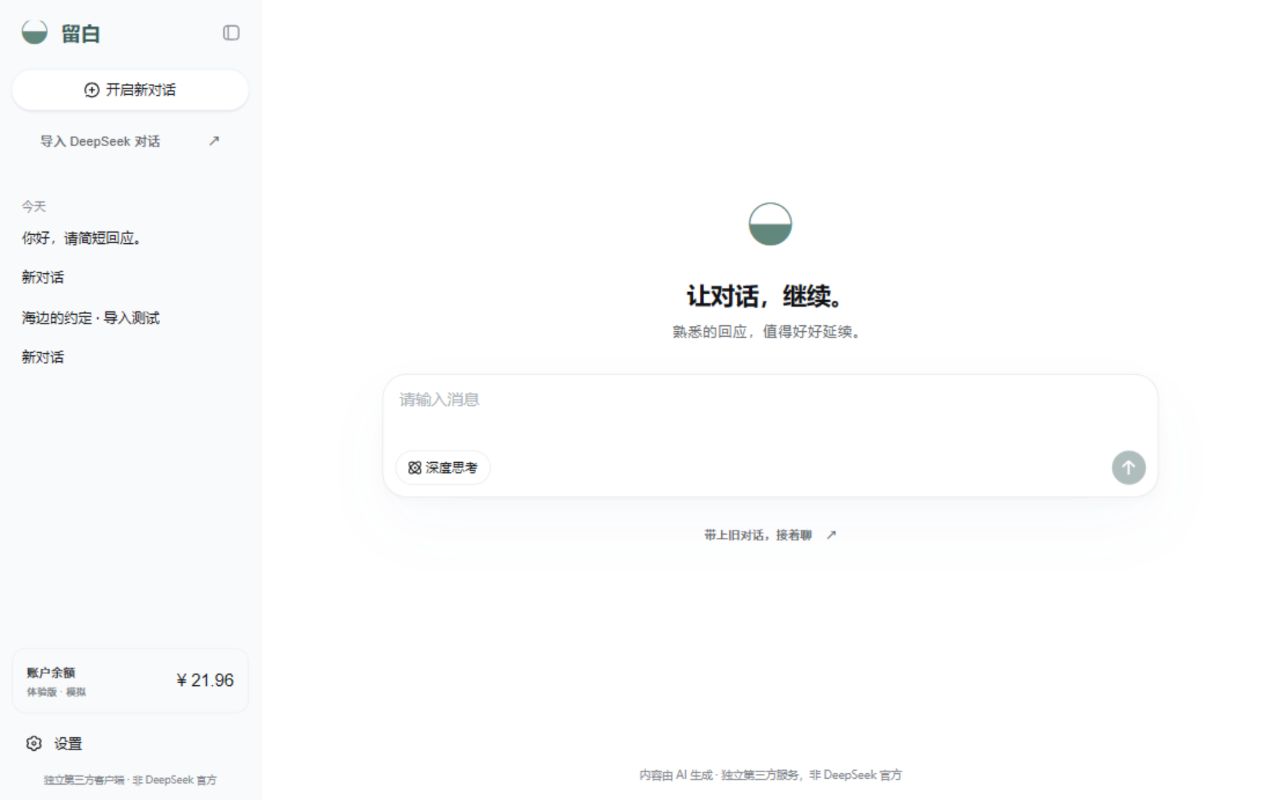 留白
开启新对话
导入 DeepSeek 对话 ↗
今天
你好，请简短回应。
新对话
海边的约定 · 导入测试
新对话
账户余额
体验版 · 模拟
¥ 21.96
设置
独立第三方客户端 · 非 DeepSeek 官方
让对话，继续。
熟悉的回应，值得好好延续。
请输入消息
深度思考
带上旧对话，接着聊 ↗
内容由 AI 生成 · 独立第三方服务，非 DeepSeek 官方